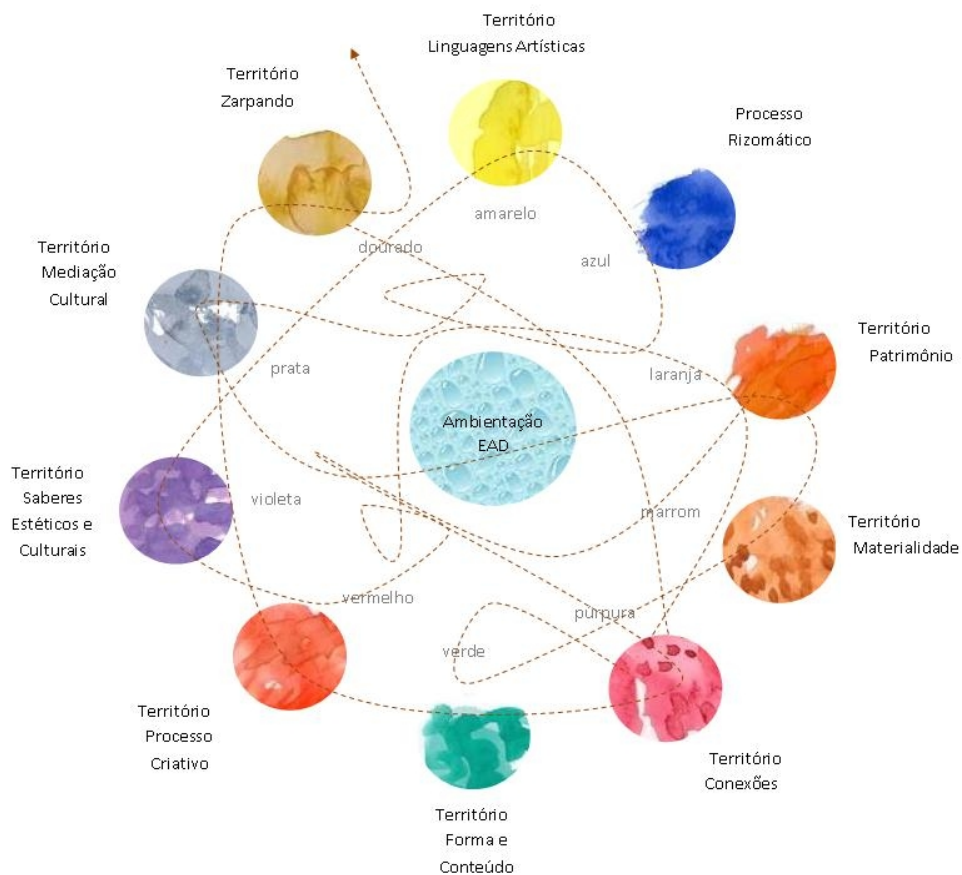 Território
Linguagens Artísticas
Território
Zarpando
Processo
Rizomático
amarelo
dourado
azul
Território
Mediação
Cultural
Território
Patrimônio
prata
laranja
Ambientação
EAD
Território
Saberes
Estéticos e
Culturais
violeta
marrom
Território
Materialidade
vermelho
púrpura
verde
Território
Processo
Criativo
Território
Conexões
Território
Forma e
Conteúdo